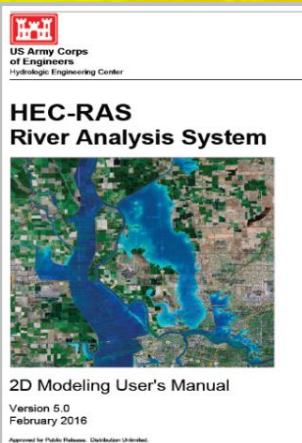 US Army Corps
of Engineers
Hydrologic Engineering Center
HEC-RAS
River Analysis System
2D Modeling User's Manual
Version 5.0
February 2016
Approved for Public Release. Distribution Unlimited.